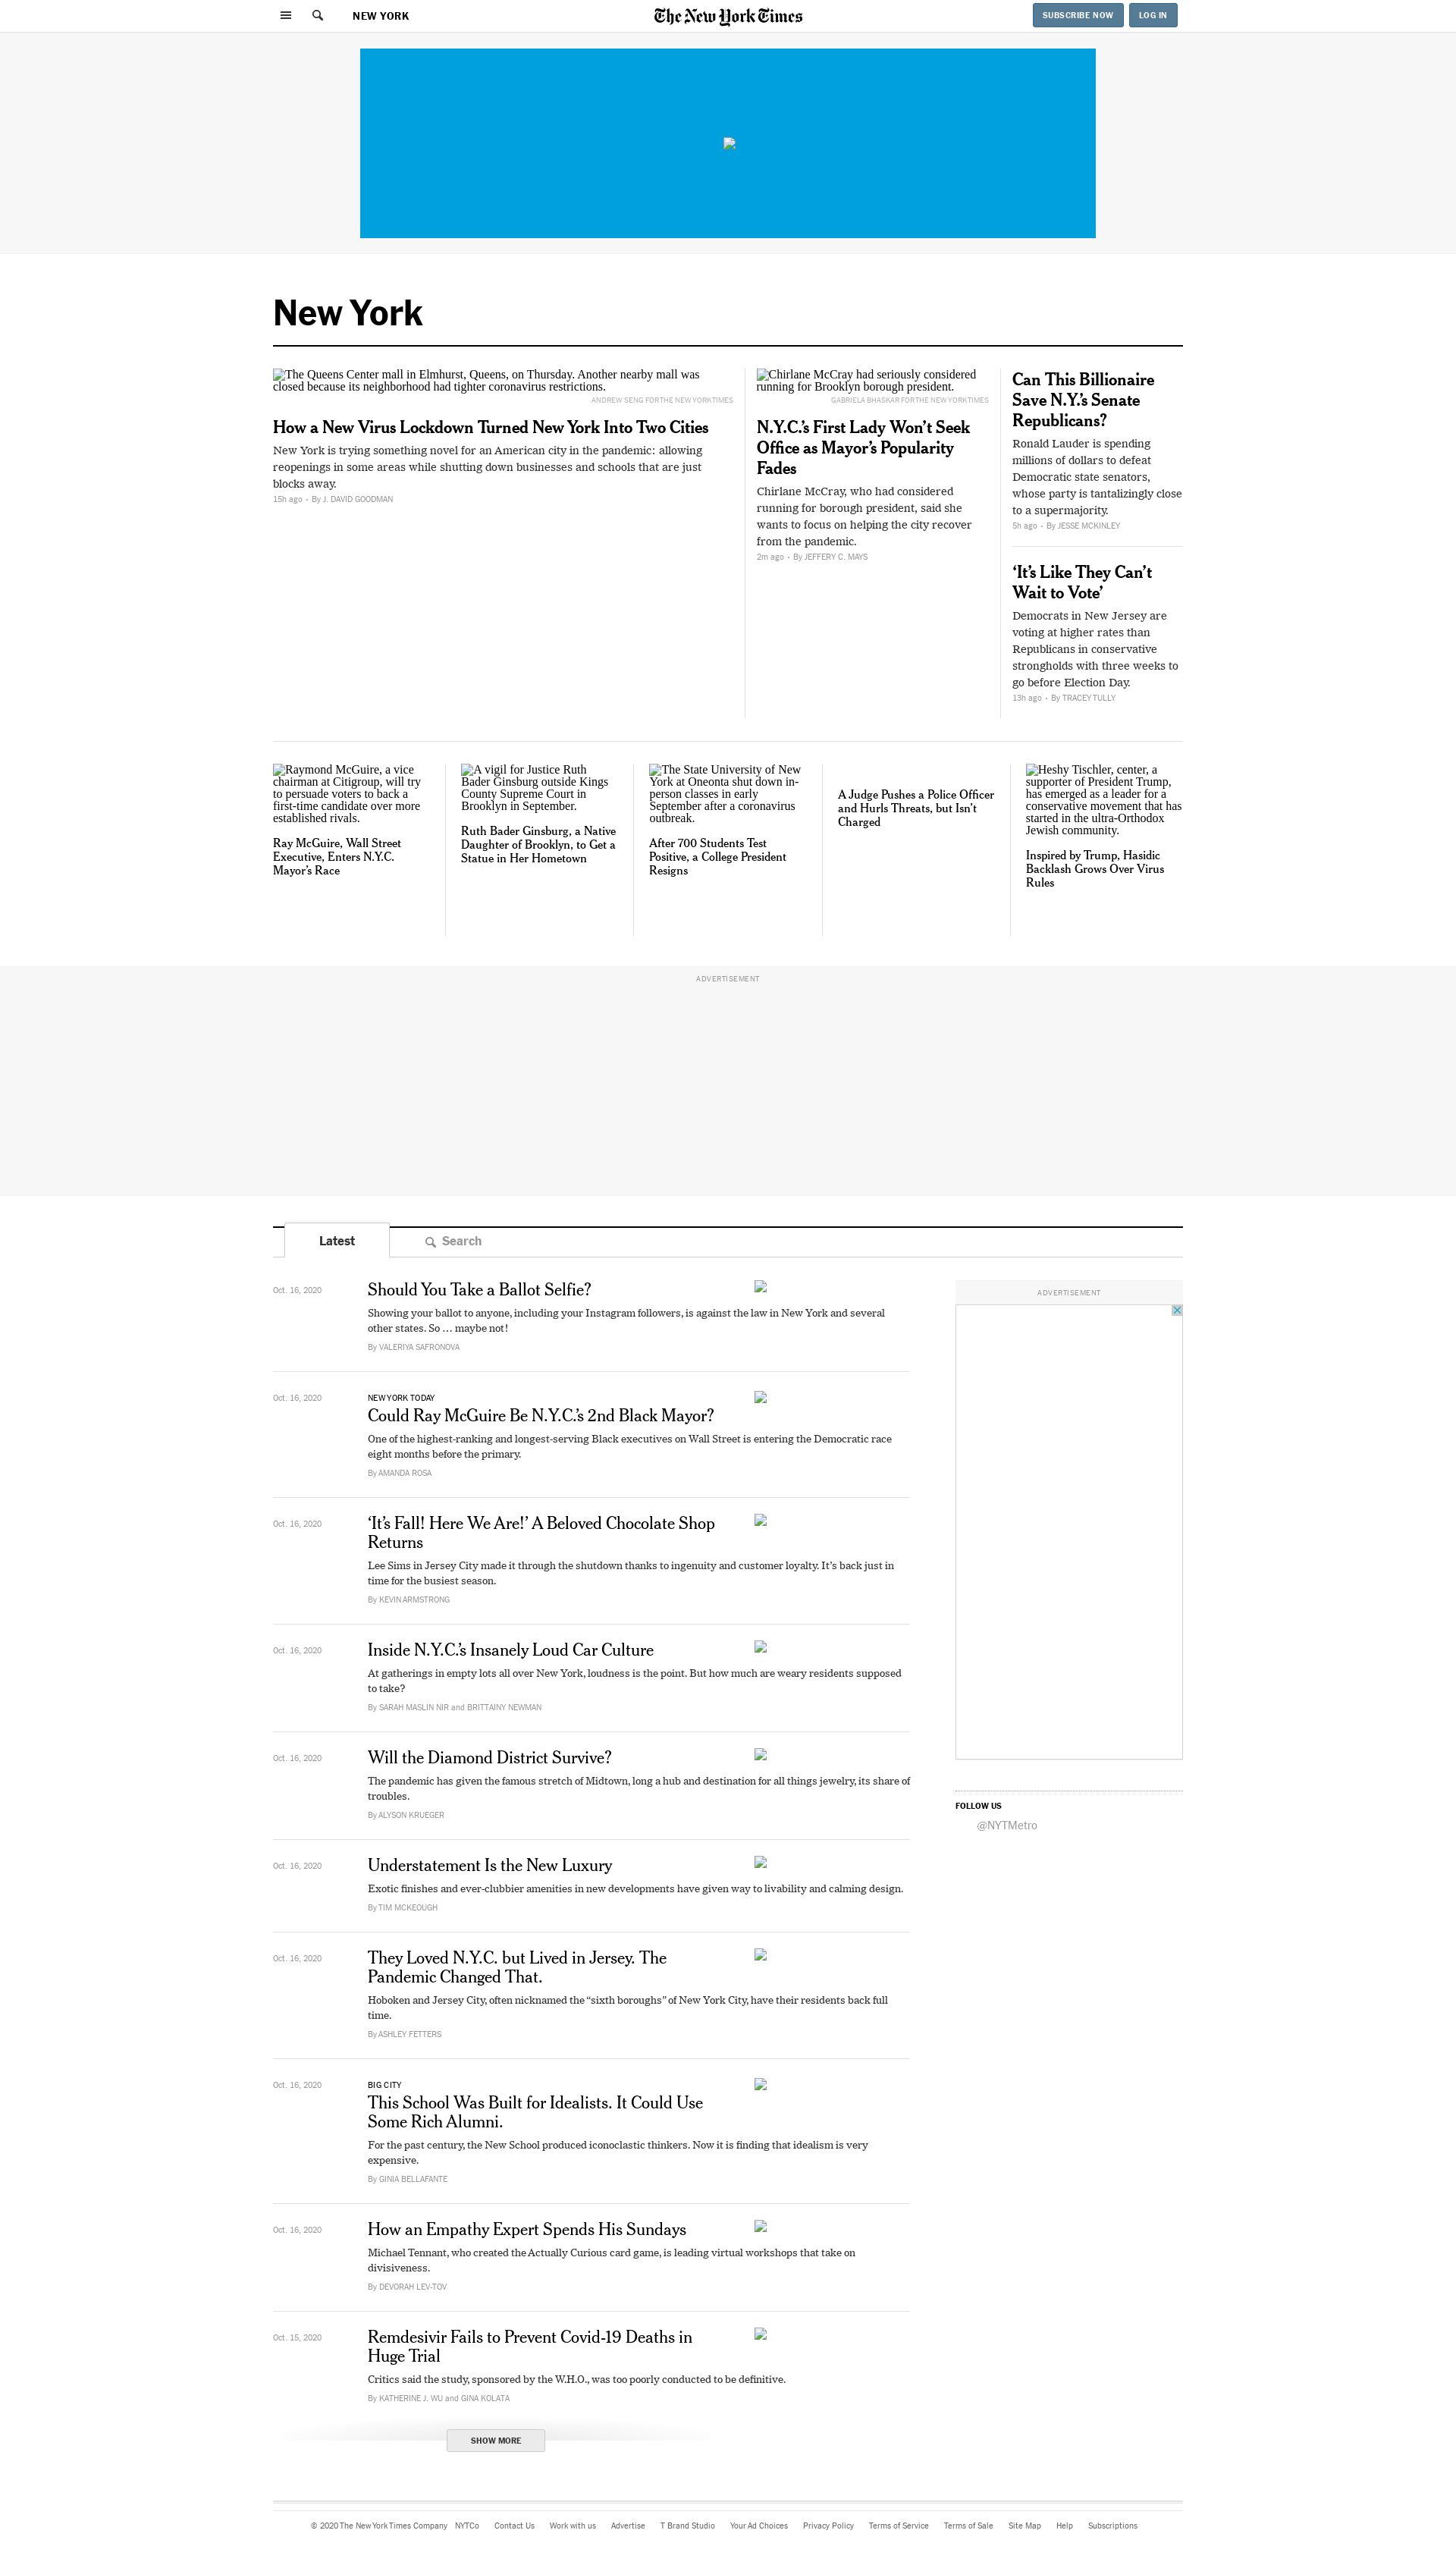 NEW YORK
The New York Times
SUBSCRIBE NOW
LOG IN
New York
The Queens Center mall in Elmhurst, Queens, on Thursday. Another nearby mall was
closed because its neighborhood had tighter coronavirus restrictions.
ANDREW SENG FOR THE NEW YORK TIMES
How a New Virus Lockdown Turned New York Into Two Cities
New York is trying something novel for an American city in the pandemic: allowing
reopenings in some areas while shutting down businesses and schools that are just
blocks away.
15h ago • By J. DAVID GOODMAN
Chirlane McCray had seriously considered
running for Brooklyn borough president.
GABRIELA BHASKAR FOR THE NEW YORK TIMES
N.Y.C.’s First Lady Won’t Seek
Office as Mayor’s Popularity
Fades
Chirlane McCray, who had considered
running for borough president, said she
wants to focus on helping the city recover
from the pandemic.
2m ago • By JEFFERY C. MAYS
Can This Billionaire
Save N.Y.’s Senate
Republicans?
Ronald Lauder is spending
millions of dollars to defeat
Democratic state senators,
whose party is tantalizingly close
to a supermajority.
5h ago • By JESSE MCKINLEY
‘It’s Like They Can’t
Wait to Vote’
Democrats in New Jersey are
voting at higher rates than
Republicans in conservative
strongholds with three weeks to
go before Election Day.
13h ago • By TRACEY TULLY
Raymond McGuire, a vice
chairman at Citigroup, will try
to persuade voters to back a
first-time candidate over more
established rivals.
Ray McGuire, Wall Street
Executive, Enters N.Y.C.
Mayor’s Race
A vigil for Justice Ruth
Bader Ginsburg outside Kings
County Supreme Court in
Brooklyn in September.
Ruth Bader Ginsburg, a Native
Daughter of Brooklyn, to Get a
Statue in Her Hometown
The State University of New
York at Oneonta shut down in-
person classes in early
September after a coronavirus
outbreak.
After 700 Students Test
Positive, a College President
Resigns
A Judge Pushes a Police Officer
and Hurls Threats, but Isn’t
Charged
Heshy Tischler, center, a
supporter of President Trump,
has emerged as a leader for a
conservative movement that has
started in the ultra-Orthodox
Jewish community.
Inspired by Trump, Hasidic
Backlash Grows Over Virus
Rules
ADVERTISEMENT
Latest
Search
Oct. 16, 2020
Should You Take a Ballot Selfie?
Showing your ballot to anyone, including your Instagram followers, is against the law in New York and several
other states. So … maybe not!
By VALERIYA SAFRONOVA
Oct. 16, 2020
NEW YORK TODAY
Could Ray McGuire Be N.Y.C.’s 2nd Black Mayor?
One of the highest-ranking and longest-serving Black executives on Wall Street is entering the Democratic race
eight months before the primary.
By AMANDA ROSA
Oct. 16, 2020
‘It’s Fall! Here We Are!’ A Beloved Chocolate Shop
Returns
Lee Sims in Jersey City made it through the shutdown thanks to ingenuity and customer loyalty. It’s back just in
time for the busiest season.
By KEVIN ARMSTRONG
Oct. 16, 2020
Inside N.Y.C.’s Insanely Loud Car Culture
At gatherings in empty lots all over New York, loudness is the point. But how much are weary residents supposed
to take?
By SARAH MASLIN NIR and BRITTAINY NEWMAN
Oct. 16, 2020
Will the Diamond District Survive?
The pandemic has given the famous stretch of Midtown, long a hub and destination for all things jewelry, its share of
troubles.
By ALYSON KRUEGER
Oct. 16, 2020
Understatement Is the New Luxury
Exotic finishes and ever-clubbier amenities in new developments have given way to livability and calming design.
By TIM MCKEOUGH
Oct. 16, 2020
They Loved N.Y.C. but Lived in Jersey. The
Pandemic Changed That.
Hoboken and Jersey City, often nicknamed the “sixth boroughs” of New York City, have their residents back full
time.
By ASHLEY FETTERS
Oct. 16, 2020
BIG CITY
This School Was Built for Idealists. It Could Use
Some Rich Alumni.
For the past century, the New School produced iconoclastic thinkers. Now it is finding that idealism is very
expensive.
By GINIA BELLAFANTE
Oct. 16, 2020
How an Empathy Expert Spends His Sundays
Michael Tennant, who created the Actually Curious card game, is leading virtual workshops that take on
divisiveness.
By DEVORAH LEV-TOV
Oct. 15, 2020
Remdesivir Fails to Prevent Covid-19 Deaths in
Huge Trial
Critics said the study, sponsored by the W.H.O., was too poorly conducted to be definitive.
By KATHERINE J. WU and GINA KOLATA
SHOW MORE
ADVERTISEMENT
FOLLOW US
@NYTMetro
© 2020 The New York Times Company NYTCo Contact Us Work with us Advertise T Brand Studio Your Ad Choices Privacy Policy Terms of Service Terms of Sale Site Map Help Subscriptions